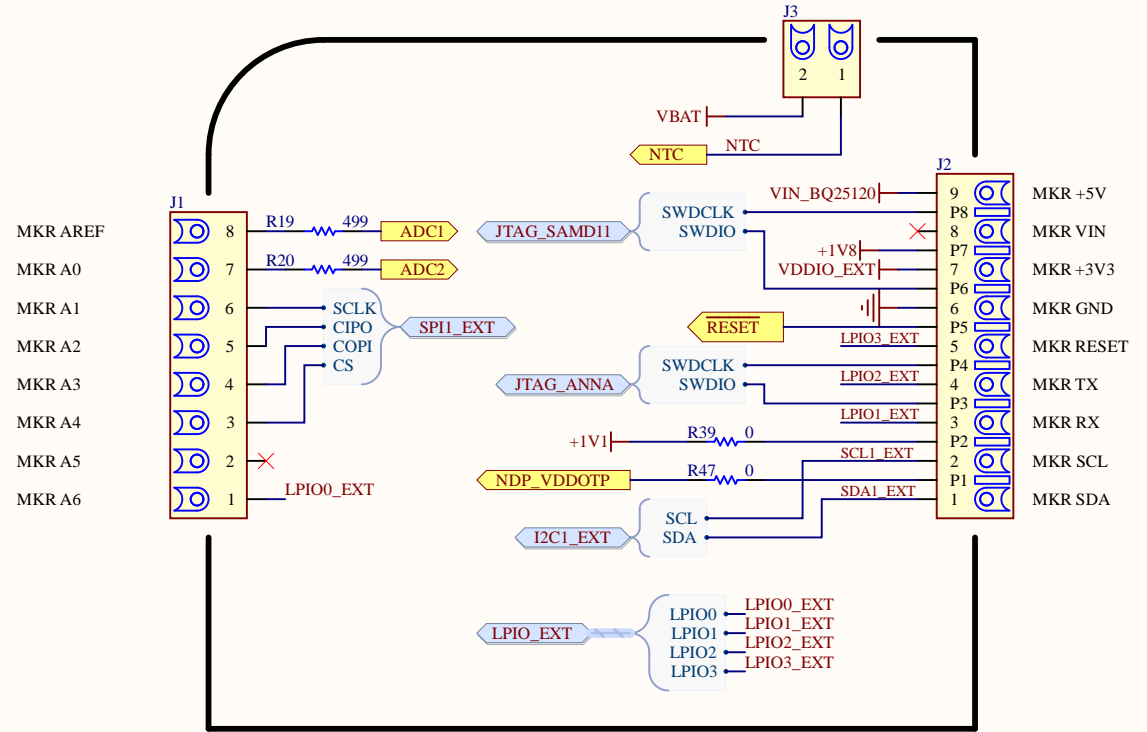 J3
2 1
VBAT
NTC NTC
J1
MKR AREF 8 R19 499 ADC1
MKR A0 7 R20 499 ADC2
MKR A1 6 SCLK
MKR A2 5 CIPO
MKR A3 4 COPI
MKR A4 3 CS
SPI1_EXT
MKR A5 2
MKR A6 1 LPIO0_EXT
J2
VIN_BQ25120 9 MKR +5V
JTAG_SAMD11 SWDCLK P8
SWDIO 8 MKR VIN
+1V8 P7
VDDIO_EXT 7 MKR +3V3
P6
6 MKR GND
RESET P5
LPIO3_EXT 5 MKR RESET
JTAG_ANNA SWDCLK P4
SWDIO LPIO2_EXT 4 MKR TX
P3
LPIO1_EXT 3 MKR RX
+1V1 R39 0 P2
SCL1_EXT 2 MKR SCL
NDP_VDDOTP R47 0 P1
SDA1_EXT 1 MKR SDA
I2C1_EXT SCL
SDA
LPIO_EXT LPIO0 LPIO0_EXT
LPIO1 LPIO1_EXT
LPIO2 LPIO2_EXT
LPIO3 LPIO3_EXT